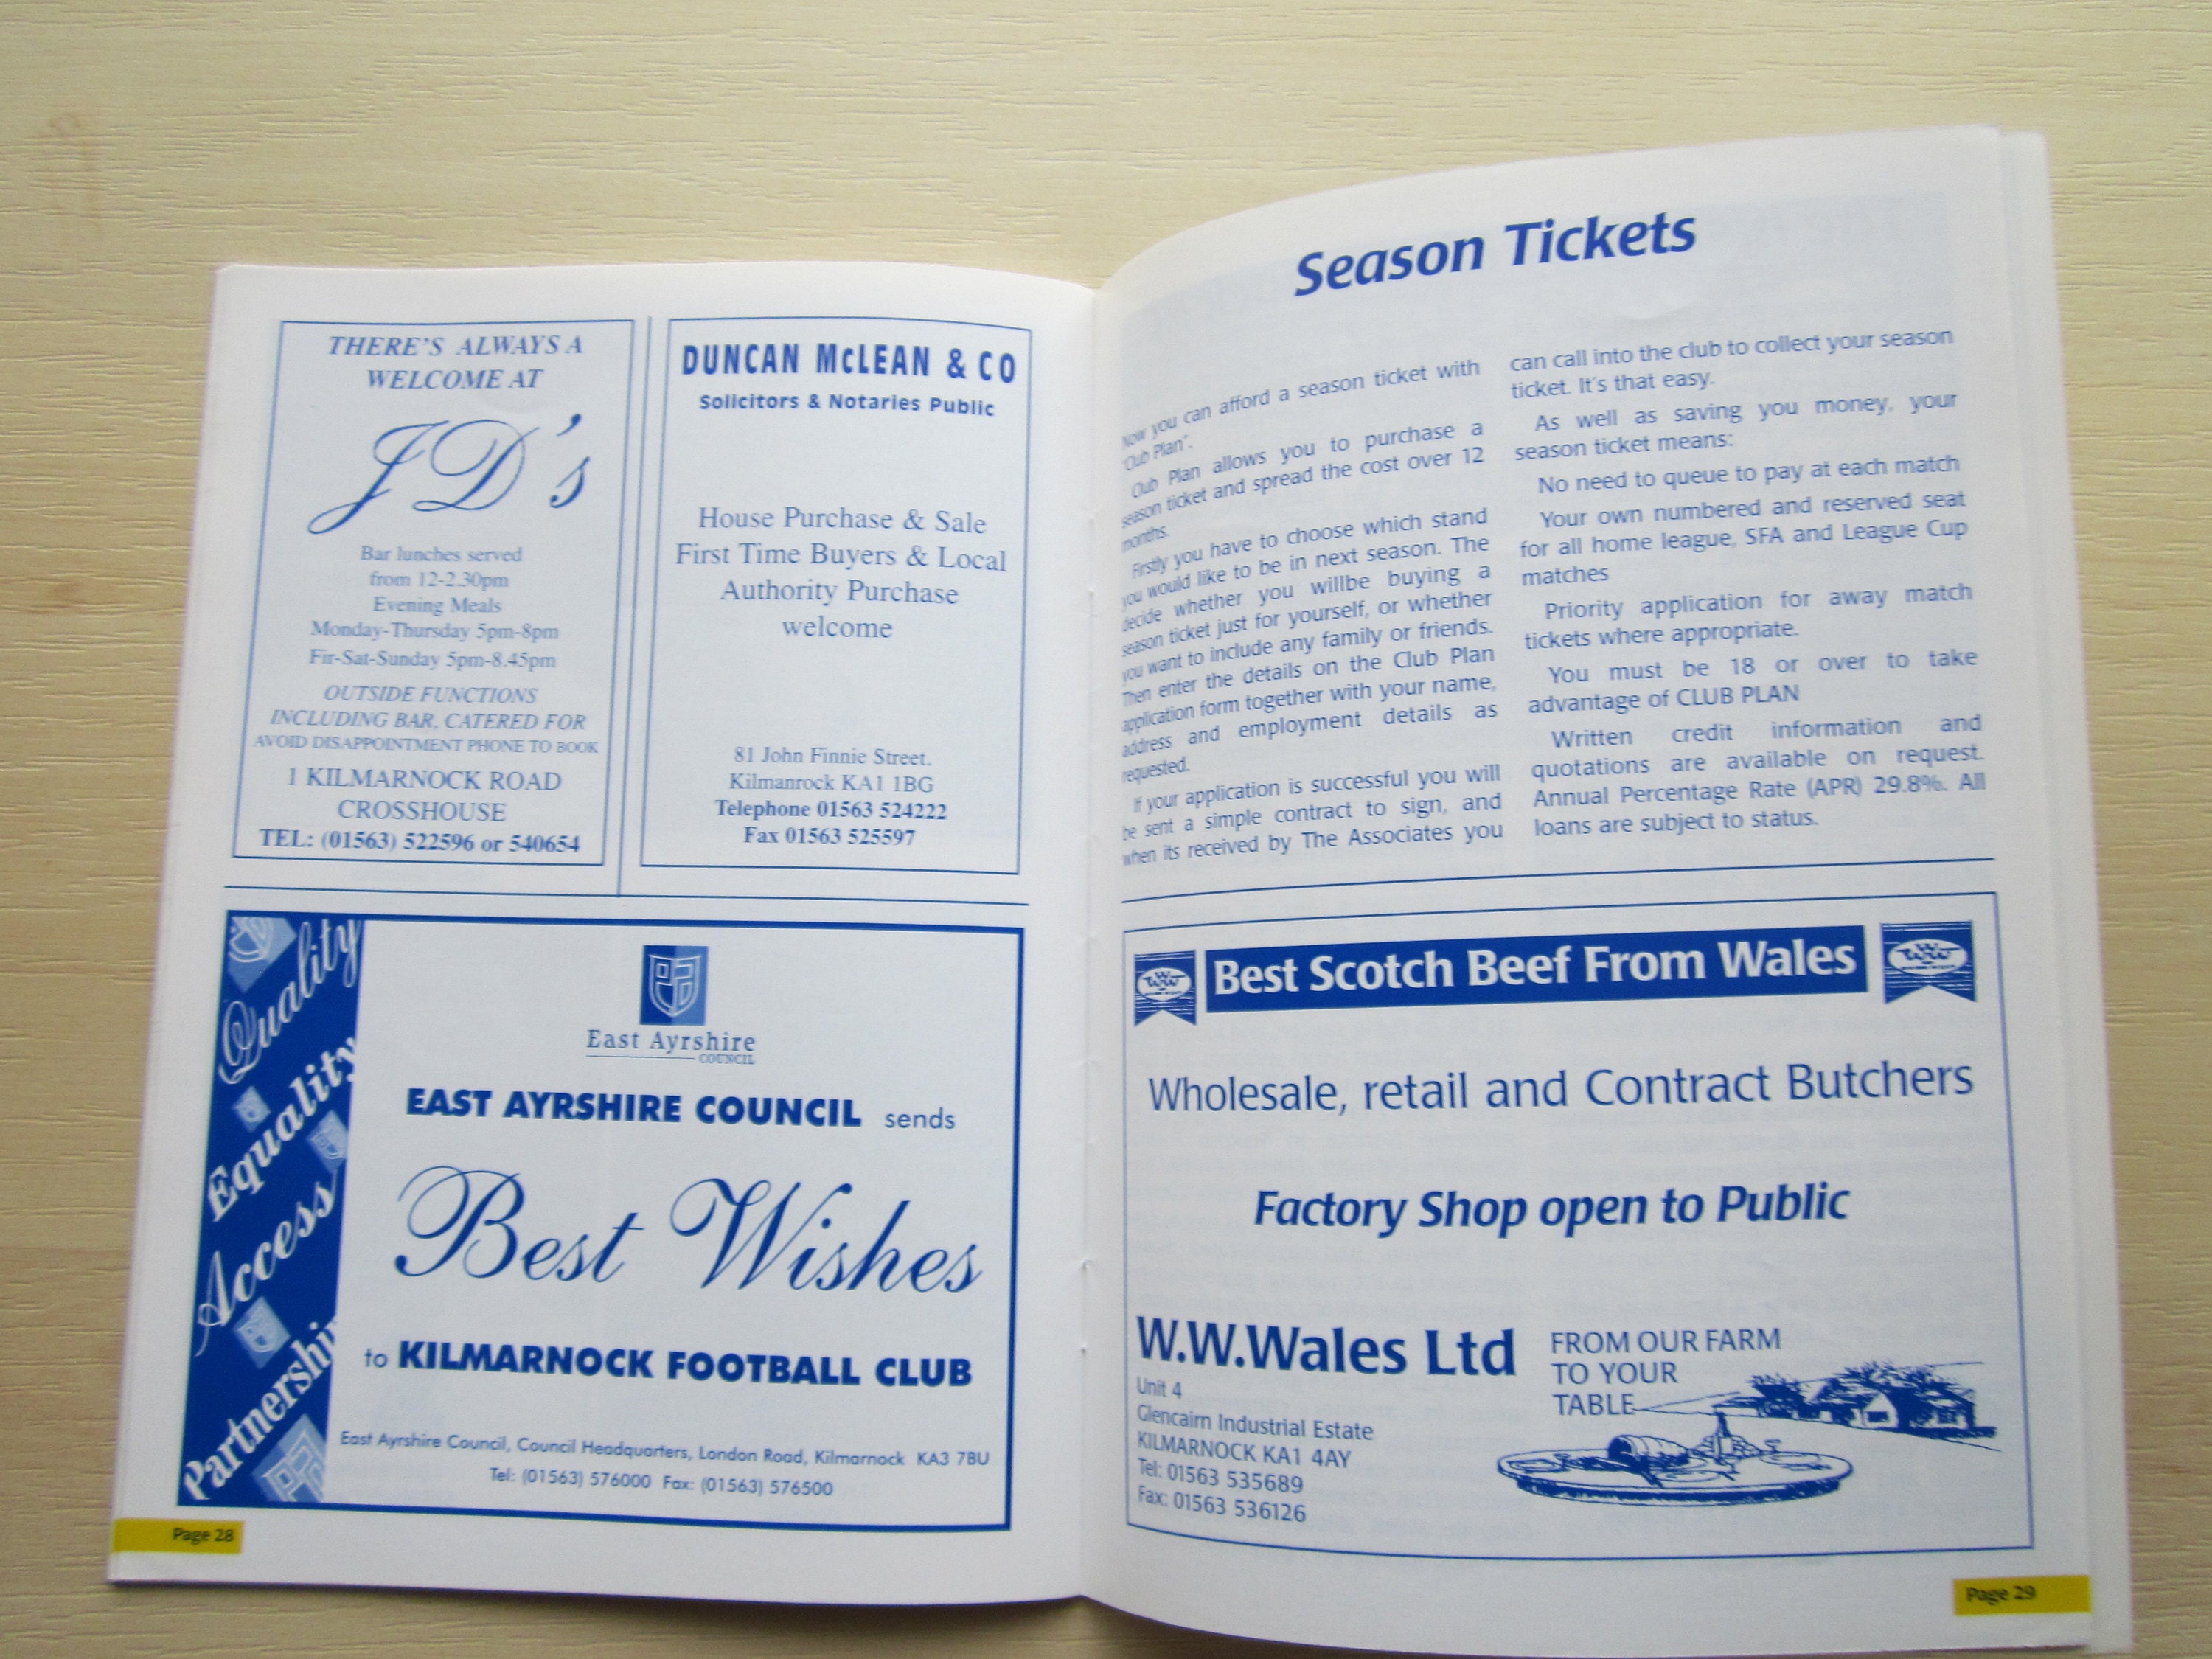 THERE'S ALWAYS A
WELCOME AT
JD's
Bar lunches served
from 12-2.30pm
Evening Meals
Monday-Thursday 5pm-8pm
Fir-Sat-Sunday 5pm-8.45pm
OUTSIDE FUNCTIONS
INCLUDING BAR, CATERED FOR
AVOID DISAPPOINTMENT PHONE TO BOOK
1 KILMARNOCK ROAD
CROSSHOUSE
TEL: (01563) 522596 or 540654
DUNCAN McLEAN & CO
Solicitors & Notaries Public
House Purchase & Sale
First Time Buyers & Local
Authority Purchase
welcome
81 John Finnie Street.
Kilmanrock KA1 1BG
Telephone 01563 524222
Fax 01563 525597
Quality
Equality
Access
Partnership
East Ayrshire
COUNCIL
EAST AYRSHIRE COUNCIL sends
Best Wishes
to KILMARNOCK FOOTBALL CLUB
East Ayrshire Council, Council Headquarters, London Road, Kilmarnock KA3 7BU
Tel: (01563) 576000 Fax: (01563) 576500
Page 28
Season Tickets
Now you can afford a season ticket with
"Club Plan".
Club Plan allows you to purchase a
season ticket and spread the cost over 12
months.
Firstly you have to choose which stand
you would like to be in next season. The
decide whether you willbe buying a
season ticket just for yourself, or whether
you want to include any family or friends.
Then enter the details on the Club Plan
application form together with your name,
address and employment details as
requested.
If your application is successful you will
be sent a simple contract to sign, and
when its received by The Associates you
can call into the club to collect your season
ticket. It's that easy.
As well as saving you money, your
season ticket means:
No need to queue to pay at each match
Your own numbered and reserved seat
for all home league, SFA and League Cup
matches
Priority application for away match
tickets where appropriate.
You must be 18 or over to take
advantage of CLUB PLAN
Written credit information and
quotations are available on request.
Annual Percentage Rate (APR) 29.8%. All
loans are subject to status.
Best Scotch Beef From Wales
Wholesale, retail and Contract Butchers
Factory Shop open to Public
W.W.Wales Ltd
Unit 4
Glencairn Industrial Estate
KILMARNOCK KA1 4AY
Tel: 01563 535689
Fax: 01563 536126
FROM OUR FARM
TO YOUR
TABLE
Page 29